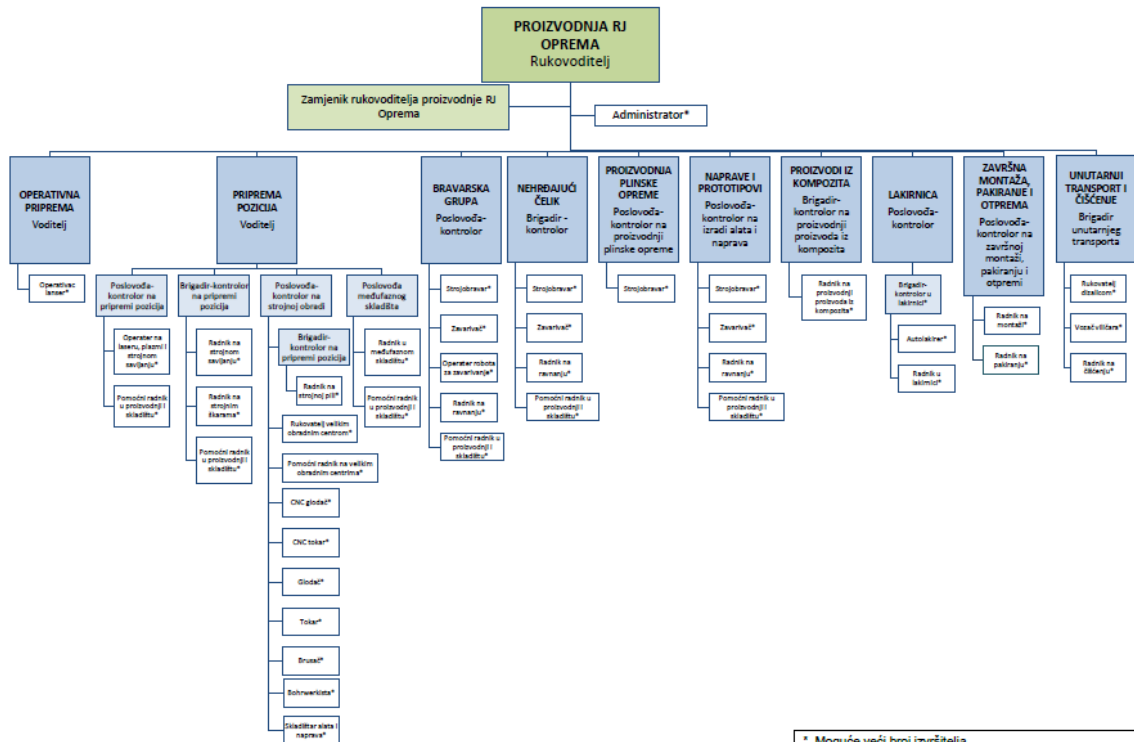 PROIZVODNJA RJ
OPREMA
Rukovoditelj
Zamjenik rukovoditelja proizvodnje RJ
Oprema
Administrator*
OPERATIVNA
PRIPREMA
Voditelj
Operativac
lanser*
PRIPREMA
POZICIJA
Voditelj
Poslovođa-
kontrolor na
pripremi pozicija
Operater na
laseru, plazmi i
strojnom
savijanju*
Pomoćni radnik
u proizvodnji i
skladištu*
Brigadir-kontrolor
na pripremi
pozicija
Radnik na
strojnom
savijanju*
Radnik na
strojnim
škarama*
Pomoćni radnik
u proizvodnji i
skladištu*
Poslovođa-
kontrolor na
strojnoj obradi
Brigadir-
kontrolor na
pripremi pozicija
Radnik na
strojnoj pili*
Rukovatelj velikim
obradnim centrom*
Pomoćni radnik na velikim
obradnim centrima*
CNC glodač*
CNC tokar*
Glodač*
Tokar*
Brusač*
Bohrwerkista*
Skladištar alata i
naprava*
Poslovođa
međufaznog
skladišta
Radnik u
međufaznom
skladištu*
Pomoćni radnik
u proizvodnji i
skladištu*
BRAVARSKA
GRUPA
Poslovođa-
kontrolor
Strojobravar*
Zavarivač*
Operater robota
za zavarivanje*
Radnik na
ravnanju*
Pomoćni radnik u
proizvodnji i
skladištu*
NEHRĐAJUĆI
ČELIK
Brigadir -
kontrolor
Strojobravar*
Zavarivač*
Radnik na
ravnanju*
Pomoćni radnik u
proizvodnji i
skladištu*
PROIZVODNJA
PLINSKE
OPREME
Poslovođa-
kontrolor na
proizvodnji
plinske opreme
Strojobravar*
NAPRAVE I
PROTOTIPOVI
Poslovođa-
kontrolor na
izradi alata i
naprava
Strojobravar*
Zavarivač*
Radnik na
ravnanju*
Pomoćni radnik u
proizvodnji i
skladištu*
PROIZVODI IZ
KOMPOZITA
Brigadir-
kontrolor na
proizvodnji
proizvoda iz
kompozita
Radnik na
proizvodnji
proizvoda iz
kompozita*
LAKIRNICA
Poslovođa-
kontrolor
Brigadir-
kontrolor u
lakirnici*
Autolakirer*
Radnik u
lakirnici*
ZAVRŠNA
MONTAŽA,
PAKIRANJE I
OTPREMA
Poslovođa-
kontrolor na
završnoj
montaži,
pakiranju i
otpremi
Radnik na
montaži*
Radnik na
pakiranju*
UNUTARNJI
TRANSPORT I
ČIŠĆENJE
Brigadir
unutarnjeg
transporta
Rukovatelj
dizalicom*
Vozač viličara*
Radnik na
čišćenju*
* Moguće veći broj izvršitelja